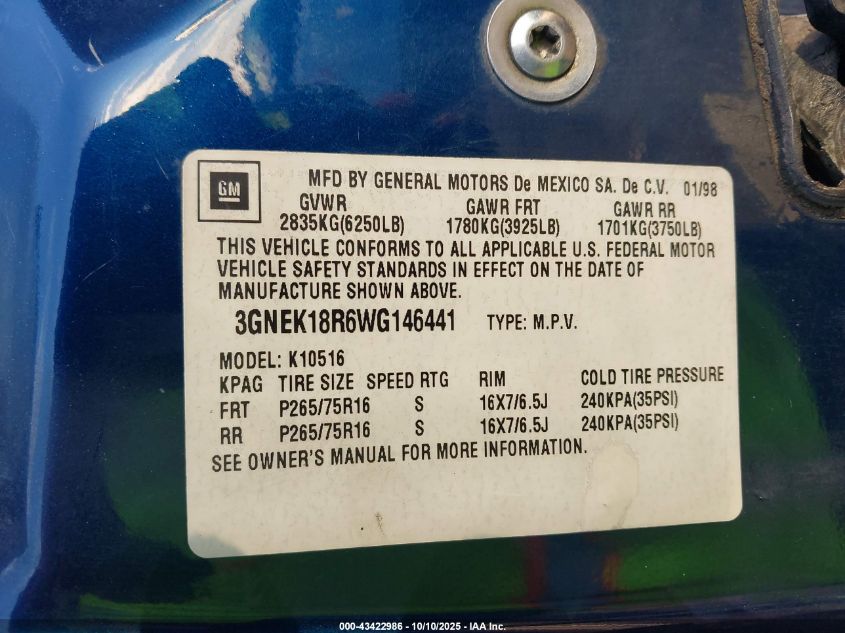 GM
MFD BY GENERAL MOTORS De MEXICO SA. De C.V. 01/98
GVWR GAWR FRT GAWR RR
2835KG(6250LB) 1780KG(3925LB) 1701KG(3750LB)
THIS VEHICLE CONFORMS TO ALL APPLICABLE U.S. FEDERAL MOTOR
VEHICLE SAFETY STANDARDS IN EFFECT ON THE DATE OF
MANUFACTURE SHOWN ABOVE.
3GNEK18R6WG146441 TYPE: M.P.V.
MODEL: K10516
KPAG TIRE SIZE SPEED RTG RIM COLD TIRE PRESSURE
FRT P265/75R16 S 16X7/6.5J 240KPA(35PSI)
RR P265/75R16 S 16X7/6.5J 240KPA(35PSI)
SEE OWNER'S MANUAL FOR MORE INFORMATION.
000-43422986 - 10/10/2025 - IAA Inc.